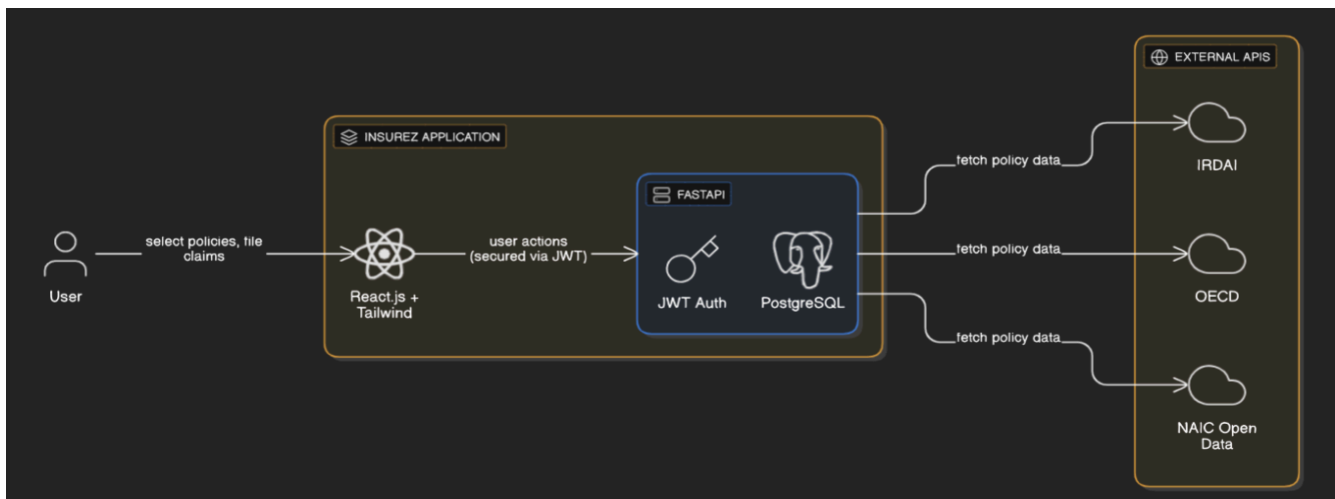 EXTERNAL APIS
INSUREZ APPLICATION
fetch policy data
IRDAI
FASTAPI
select policies, file
claims
user actions
(secured via JWT)
fetch policy data
User
React.js +
Tailwind
JWT Auth
PostgreSQL
OECD
fetch policy data
NAIC Open
Data